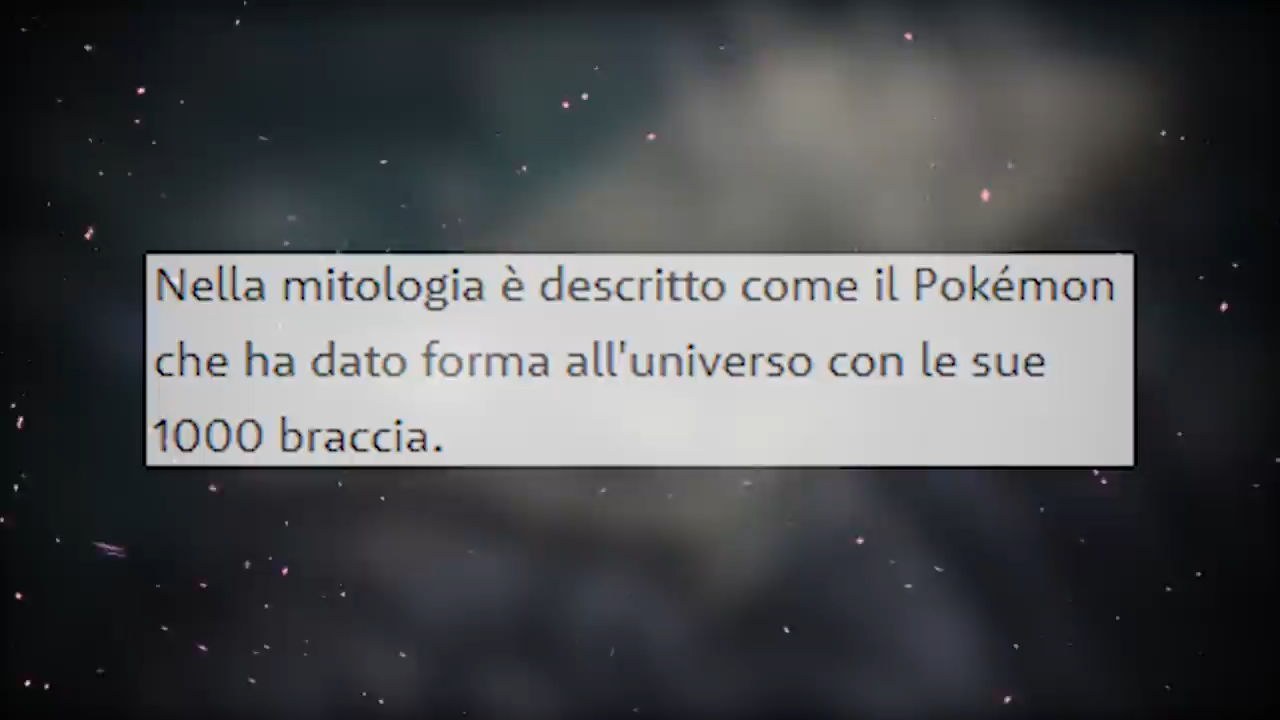 Nella mitologia è descritto come il Pokémon
che ha dato forma all'universo con le sue
1000 braccia.